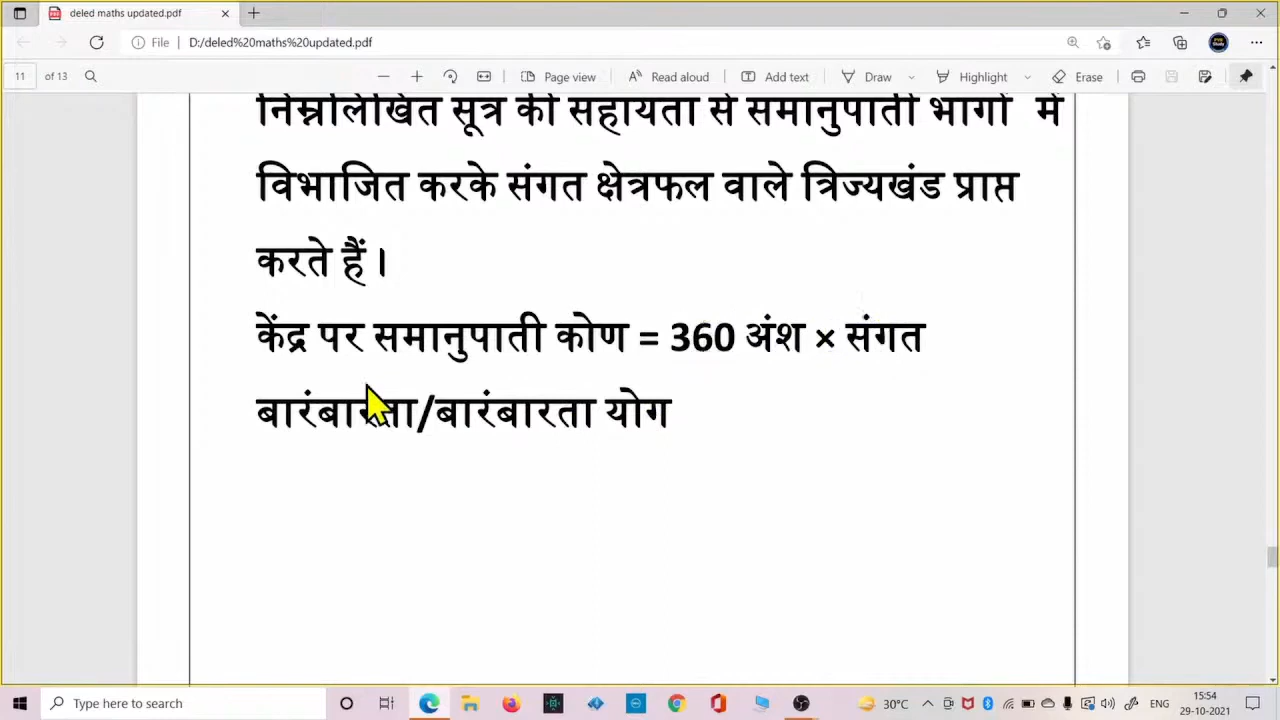 deled maths updated.pdf
File D:/deled%20maths%20updated.pdf
11 of 13 Page view Read aloud Add text Draw Highlight Erase
निम्नलिखित सूत्र की सहायता से समानुपाती भागों में
विभाजित करके संगत क्षेत्रफल वाले त्रिज्यखंड प्राप्त
करते हैं ।
केंद्र पर समानुपाती कोण = 360 अंश × संगत
बारंबारता/बारंबारता योग
Type here to search 30°C ENG 15:54
29-10-2021